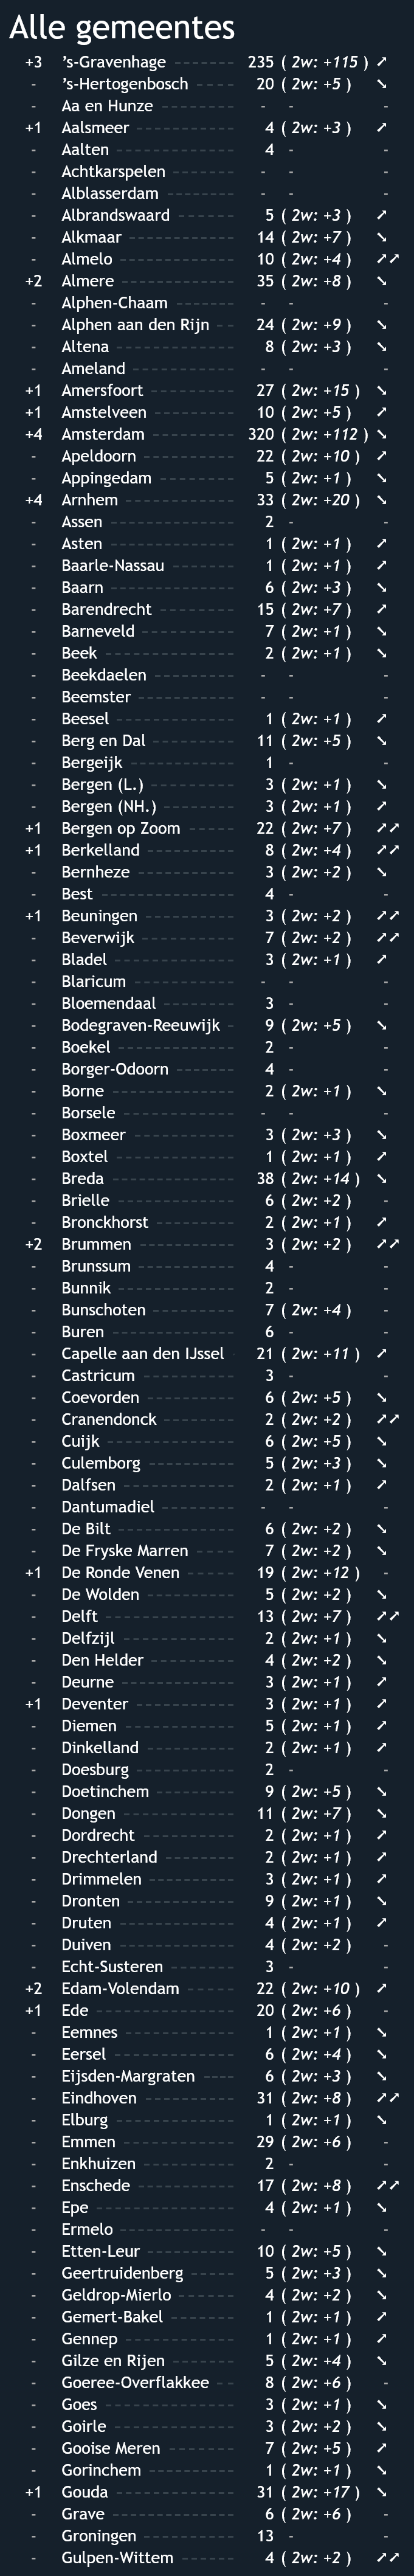 Alle gemeentes
+3 ’s-Gravenhage 235 ( 2w: +115 ) ➚
- ’s-Hertogenbosch 20 ( 2w: +5 ) ➘
- Aa en Hunze - - -
+1 Aalsmeer 4 ( 2w: +3 ) ➚
- Aalten 4 - -
- Achtkarspelen - - -
- Alblasserdam - - -
- Albrandswaard 5 ( 2w: +3 ) ➚
- Alkmaar 14 ( 2w: +7 ) ➘
- Almelo 10 ( 2w: +4 ) ➚➚
+2 Almere 35 ( 2w: +8 ) ➘
- Alphen-Chaam - - -
- Alphen aan den Rijn 24 ( 2w: +9 ) ➘
- Altena 8 ( 2w: +3 ) ➘
- Ameland - - -
+1 Amersfoort 27 ( 2w: +15 ) ➘
+1 Amstelveen 10 ( 2w: +5 ) ➚
+4 Amsterdam 320 ( 2w: +112 ) ➘
- Apeldoorn 22 ( 2w: +10 ) ➚
- Appingedam 5 ( 2w: +1 ) ➘
+4 Arnhem 33 ( 2w: +20 ) ➘
- Assen 2 - -
- Asten 1 ( 2w: +1 ) ➚
- Baarle-Nassau 1 ( 2w: +1 ) ➚
- Baarn 6 ( 2w: +3 ) ➘
- Barendrecht 15 ( 2w: +7 ) ➚
- Barneveld 7 ( 2w: +1 ) ➘
- Beek 2 ( 2w: +1 ) ➘
- Beekdaelen - - -
- Beemster - - -
- Beesel 1 ( 2w: +1 ) ➚
- Berg en Dal 11 ( 2w: +5 ) ➘
- Bergeijk 1 - -
- Bergen (L.) 3 ( 2w: +1 ) ➘
- Bergen (NH.) 3 ( 2w: +1 ) ➚
+1 Bergen op Zoom 22 ( 2w: +7 ) ➚➚
+1 Berkelland 8 ( 2w: +4 ) ➚➚
- Bernheze 3 ( 2w: +2 ) ➘
- Best 4 - -
+1 Beuningen 3 ( 2w: +2 ) ➚➚
- Beverwijk 7 ( 2w: +2 ) ➚➚
- Bladel 3 ( 2w: +1 ) ➚
- Blaricum - - -
- Bloemendaal 3 - -
- Bodegraven-Reeuwijk 9 ( 2w: +5 ) ➘
- Boekel 2 - -
- Borger-Odoorn 4 - -
- Borne 2 ( 2w: +1 ) ➘
- Borsele - - -
- Boxmeer 3 ( 2w: +3 ) ➘
- Boxtel 1 ( 2w: +1 ) ➚
- Breda 38 ( 2w: +14 ) ➘
- Brielle 6 ( 2w: +2 ) -
- Bronckhorst 2 ( 2w: +1 ) ➚
+2 Brummen 3 ( 2w: +2 ) ➚➚
- Brunssum 4 - -
- Bunnik 2 - -
- Bunschoten 7 ( 2w: +4 ) -
- Buren 6 - -
- Capelle aan den IJssel 21 ( 2w: +11 ) ➚
- Castricum 3 - -
- Coevorden 6 ( 2w: +5 ) ➘
- Cranendonck 2 ( 2w: +2 ) ➚➚
- Cuijk 6 ( 2w: +5 ) ➘
- Culemborg 5 ( 2w: +3 ) ➘
- Dalfsen 2 ( 2w: +1 ) ➚
- Dantumadiel - - -
- De Bilt 6 ( 2w: +2 ) ➘
- De Fryske Marren 7 ( 2w: +2 ) ➘
+1 De Ronde Venen 19 ( 2w: +12 ) -
- De Wolden 5 ( 2w: +2 ) ➘
- Delft 13 ( 2w: +7 ) ➚➚
- Delfzijl 2 ( 2w: +1 ) ➘
- Den Helder 4 ( 2w: +2 ) ➘
- Deurne 3 ( 2w: +1 ) ➚
+1 Deventer 3 ( 2w: +1 ) ➚
- Diemen 5 ( 2w: +1 ) ➚
- Dinkelland 2 ( 2w: +1 ) ➚
- Doesburg 2 - -
- Doetinchem 9 ( 2w: +5 ) ➘
- Dongen 11 ( 2w: +7 ) ➘
- Dordrecht 2 ( 2w: +1 ) ➚
- Drechterland 2 ( 2w: +1 ) ➚
- Drimmelen 3 ( 2w: +1 ) ➚
- Dronten 9 ( 2w: +1 ) ➘
- Druten 4 ( 2w: +1 ) ➚
- Duiven 4 ( 2w: +2 ) -
- Echt-Susteren 3 - -
+2 Edam-Volendam 22 ( 2w: +10 ) ➚
+1 Ede 20 ( 2w: +6 ) -
- Eemnes 1 ( 2w: +1 ) ➘
- Eersel 6 ( 2w: +4 ) ➘
- Eijsden-Margraten 6 ( 2w: +3 ) ➘
- Eindhoven 31 ( 2w: +8 ) ➚➚
- Elburg 1 ( 2w: +1 ) ➘
- Emmen 29 ( 2w: +6 ) -
- Enkhuizen 2 - -
- Enschede 17 ( 2w: +8 ) ➚➚
- Epe 4 ( 2w: +1 ) ➘
- Ermelo - - -
- Etten-Leur 10 ( 2w: +5 ) ➘
- Geertruidenberg 5 ( 2w: +3 ) ➘
- Geldrop-Mierlo 4 ( 2w: +2 ) ➘
- Gemert-Bakel 1 ( 2w: +1 ) ➚
- Gennep 1 ( 2w: +1 ) ➚
- Gilze en Rijen 5 ( 2w: +4 ) ➘
- Goeree-Overflakkee 8 ( 2w: +6 ) -
- Goes 3 ( 2w: +1 ) ➘
- Goirle 3 ( 2w: +2 ) ➘
- Gooise Meren 7 ( 2w: +5 ) ➚
- Gorinchem 1 ( 2w: +1 ) ➘
+1 Gouda 31 ( 2w: +17 ) ➘
- Grave 6 ( 2w: +6 ) -
- Groningen 13 - -
- Gulpen-Wittem 4 ( 2w: +2 ) ➚➚